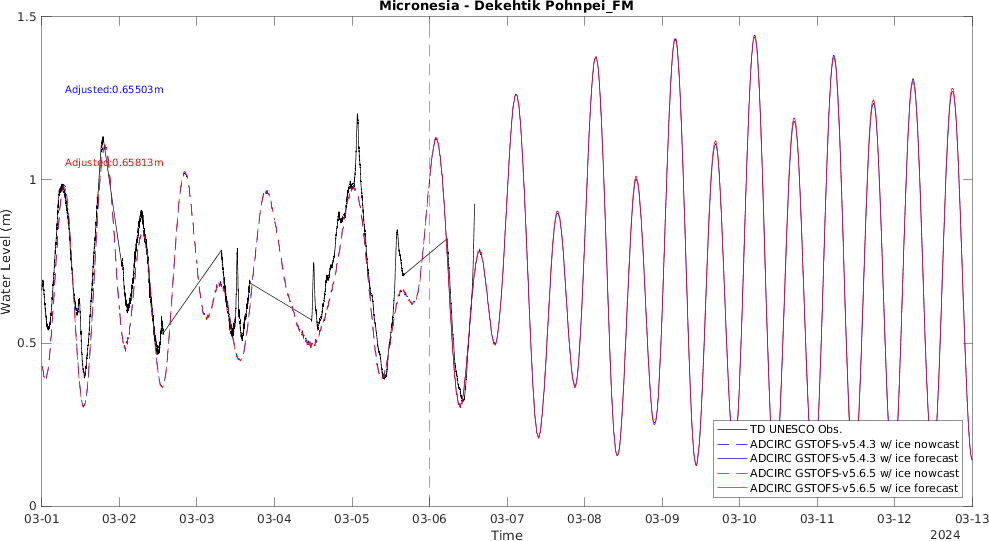 Micronesia - Dekehtik Pohnpei_FM
1.5
1
0.5
0
Water Level (m)
Adjusted:0.65503m
Adjusted:0.65813m
TD UNESCO Obs.
ADCIRC GSTOFS-v5.4.3 w/ ice nowcast
ADCIRC GSTOFS-v5.4.3 w/ ice forecast
ADCIRC GSTOFS-v5.6.5 w/ ice nowcast
ADCIRC GSTOFS-v5.6.5 w/ ice forecast
03-01 03-02 03-03 03-04 03-05 03-06 03-07 03-08 03-09 03-10 03-11 03-12 03-13
Time
2024